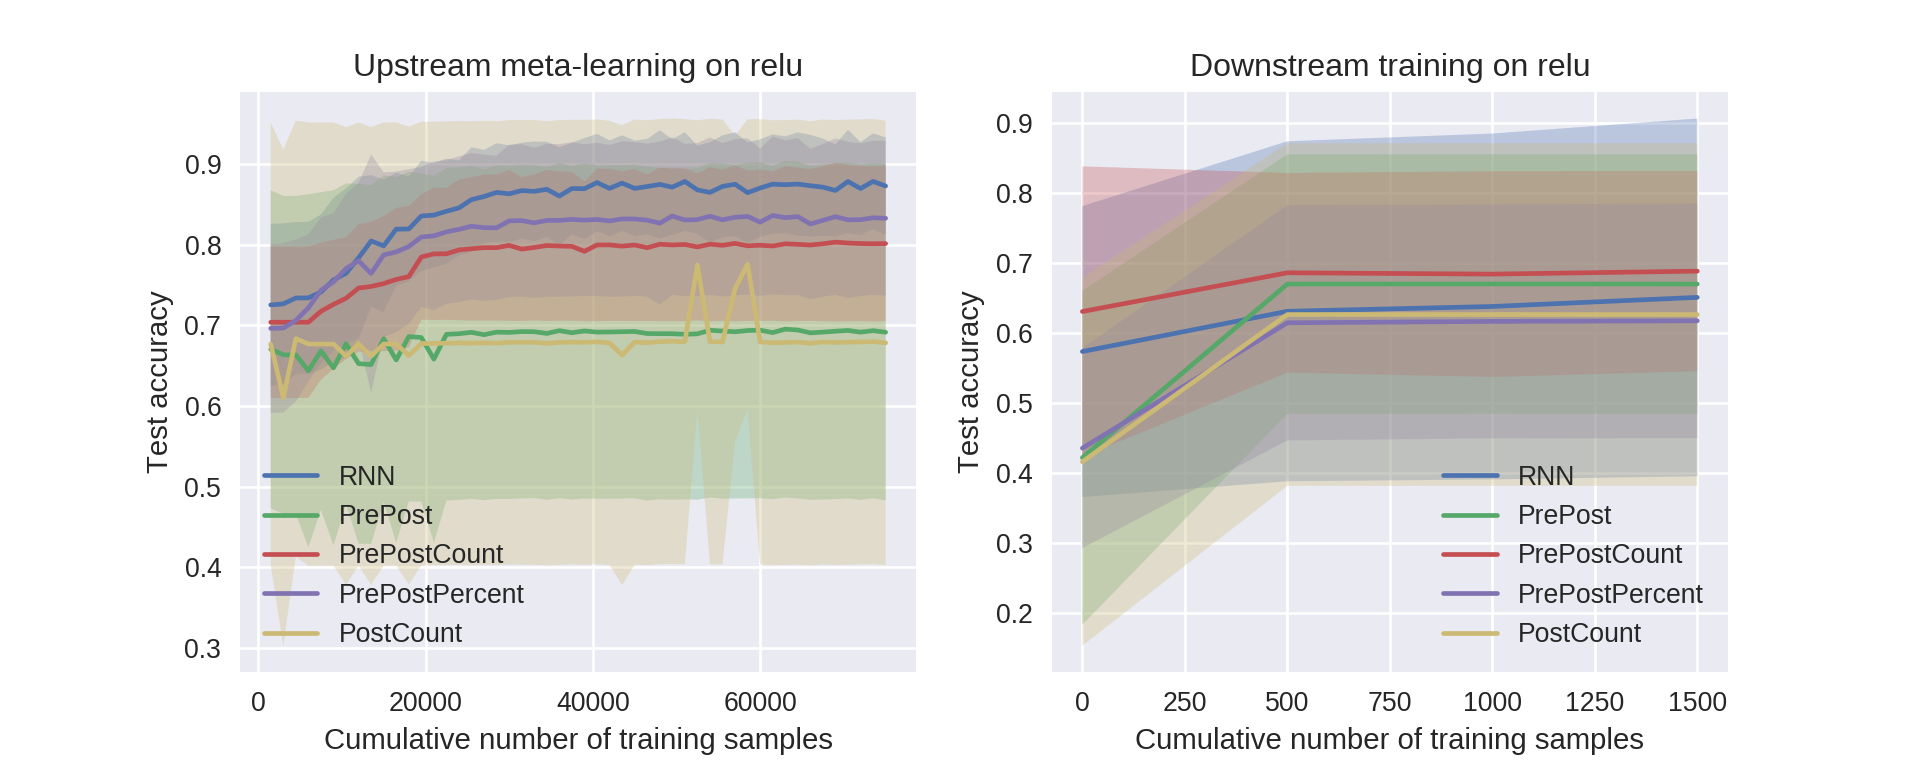 Upstream meta-learning on relu
Test accuracy
0.9
0.8
0.7
0.6
0.5
0.4
0.3
RNN
PrePost
PrePostCount
PrePostPercent
PostCount
0 20000 40000 60000
Cumulative number of training samples
Downstream training on relu
Test accuracy
0.9
0.8
0.7
0.6
0.5
0.4
0.3
0.2
RNN
PrePost
PrePostCount
PrePostPercent
PostCount
0 250 500 750 1000 1250 1500
Cumulative number of training samples